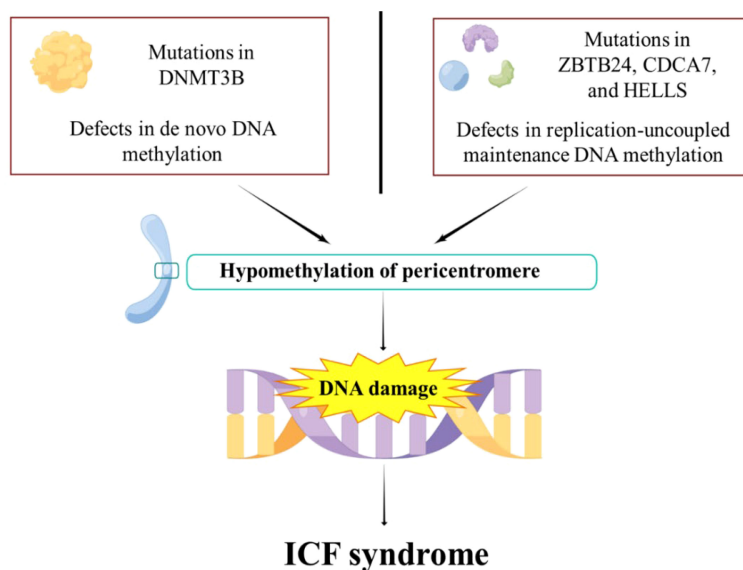 Mutations in
DNMT3B
Defects in de novo DNA
methylation
Mutations in
ZBTB24, CDCA7,
and HELLS
Defects in replication-uncoupled
maintenance DNA methylation
Hypomethylation of pericentromere
DNA damage
ICF syndrome